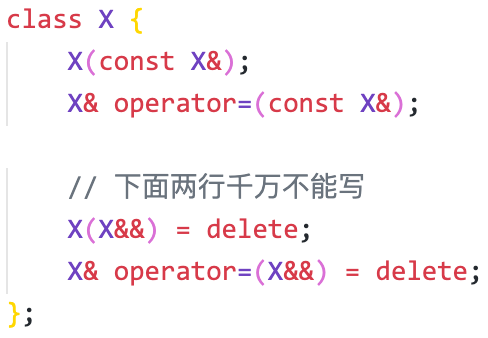 class X {
X(const X&);
X& operator=(const X&);
// 下面两行千万不能写
X(X&&) = delete;
X& operator=(X&&) = delete;
};